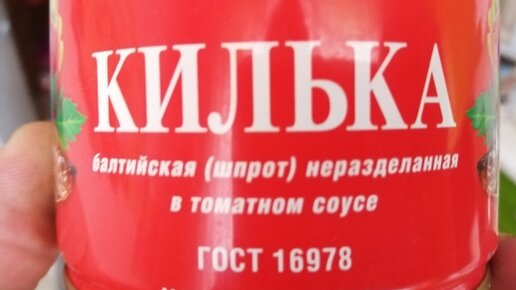 КИЛЬКА
балтийская (шпрот) неразделанная
в томатном соусе
ГОСТ 16978